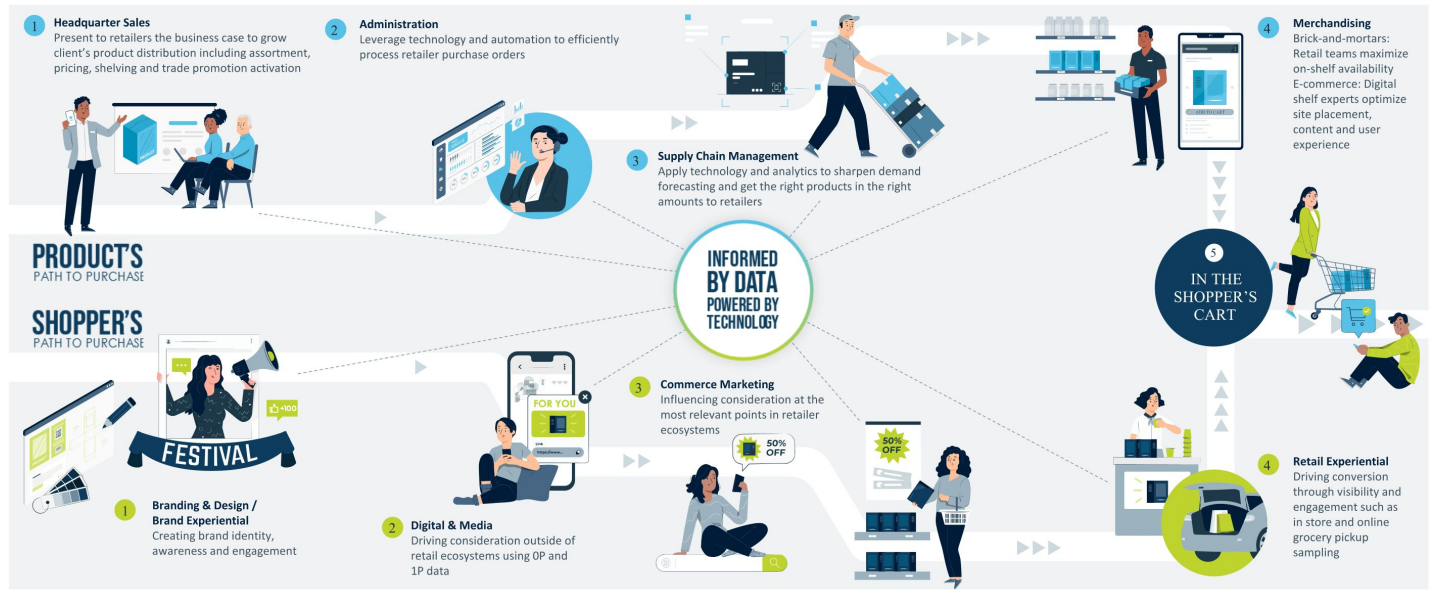 1
Headquarter Sales
Present to retailers the business case to grow
client's product distribution including assortment,
pricing, shelving and trade promotion activation
2
Administration
Leverage technology and automation to efficiently
process retailer purchase orders
3
Supply Chain Management
Apply technology and analytics to sharpen demand
forecasting and get the right products in the right
amounts to retailers
ADD TO CART
4
Merchandising
Brick-and-mortars:
Retail teams maximize
on-shelf availability
E-commerce: Digital
shelf experts optimize
site placement,
content and user
experience
PRODUCT'S
PATH TO PURCHASE
INFORMED
BY DATA
POWERED BY
TECHNOLOGY
5
IN THE
SHOPPER'S
CART
SHOPPER'S
PATH TO PURCHASE
+100
FESTIVAL
1
Branding & Design /
Brand Experiential
Creating brand identity,
awareness and engagement
FOR YOU
Link
https://www...
2
Digital & Media
Driving consideration outside of
retail ecosystems using 0P and
1P data
3
Commerce Marketing
Influencing consideration at the
most relevant points in retailer
ecosystems
50%
OFF
50%
OFF
4
Retail Experiential
Driving conversion
through visibility and
engagement such as
in store and online
grocery pickup
sampling